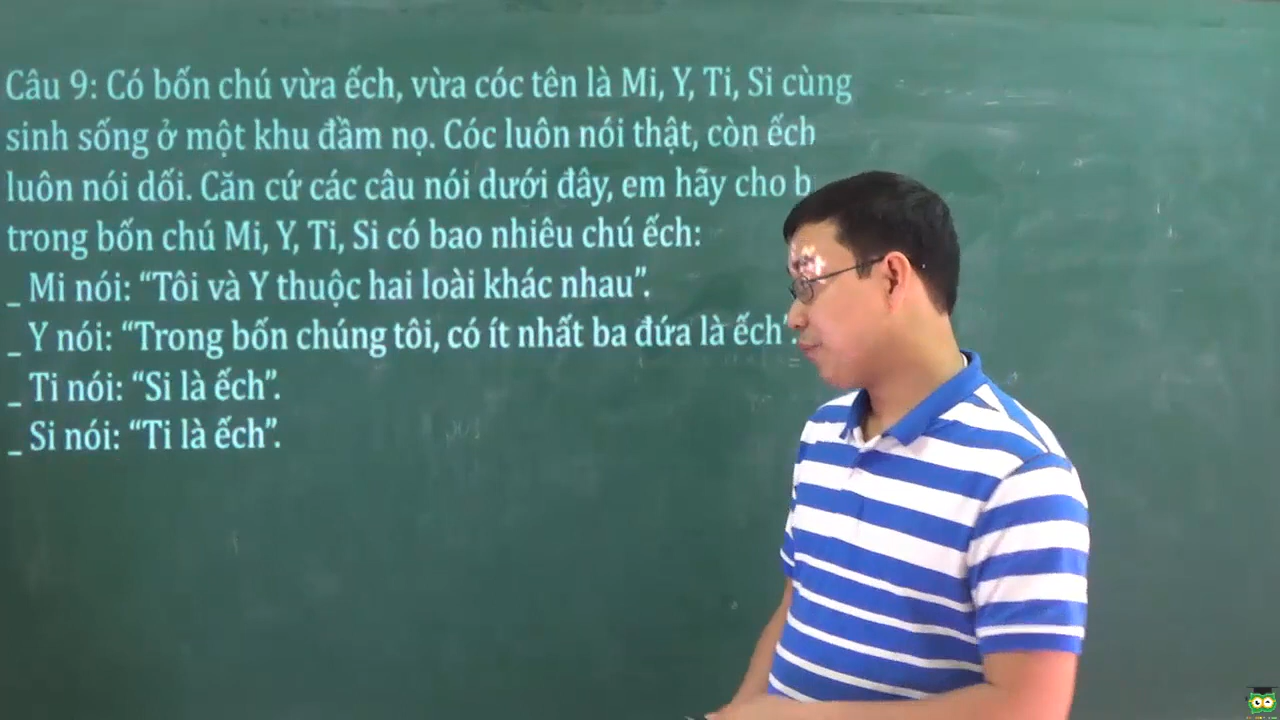 Câu 9: Có bốn chú vừa ếch, vừa cóc tên là Mi, Y, Ti, Si cùng
sinh sống ở một khu đầm nọ. Cóc luôn nói thật, còn ếch
luôn nói dối. Căn cứ các câu nói dưới đây, em hãy cho b
trong bốn chú Mi, Y, Ti, Si có bao nhiêu chú ếch:
_ Mi nói: “Tôi và Y thuộc hai loài khác nhau”.
_ Y nói: “Trong bốn chúng tôi, có ít nhất ba đứa là ếch”.
_ Ti nói: “Si là ếch”.
_ Si nói: “Ti là ếch”.